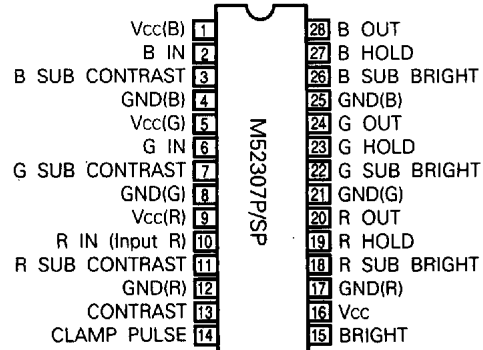 Vcc(B) 1 28 B OUT
B IN 2 27 B HOLD
B SUB CONTRAST 3 26 B SUB BRIGHT
GND(B) 4 25 GND(B)
Vcc(G) 5 24 G OUT
G IN 6 23 G HOLD
G SUB CONTRAST 7 22 G SUB BRIGHT
GND(G) 8 21 GND(G)
Vcc(R) 9 20 R OUT
R IN (Input R) 10 19 R HOLD
R SUB CONTRAST 11 18 R SUB BRIGHT
GND(R) 12 17 GND(R)
CONTRAST 13 16 Vcc
CLAMP PULSE 14 15 BRIGHT
M52307P/SP